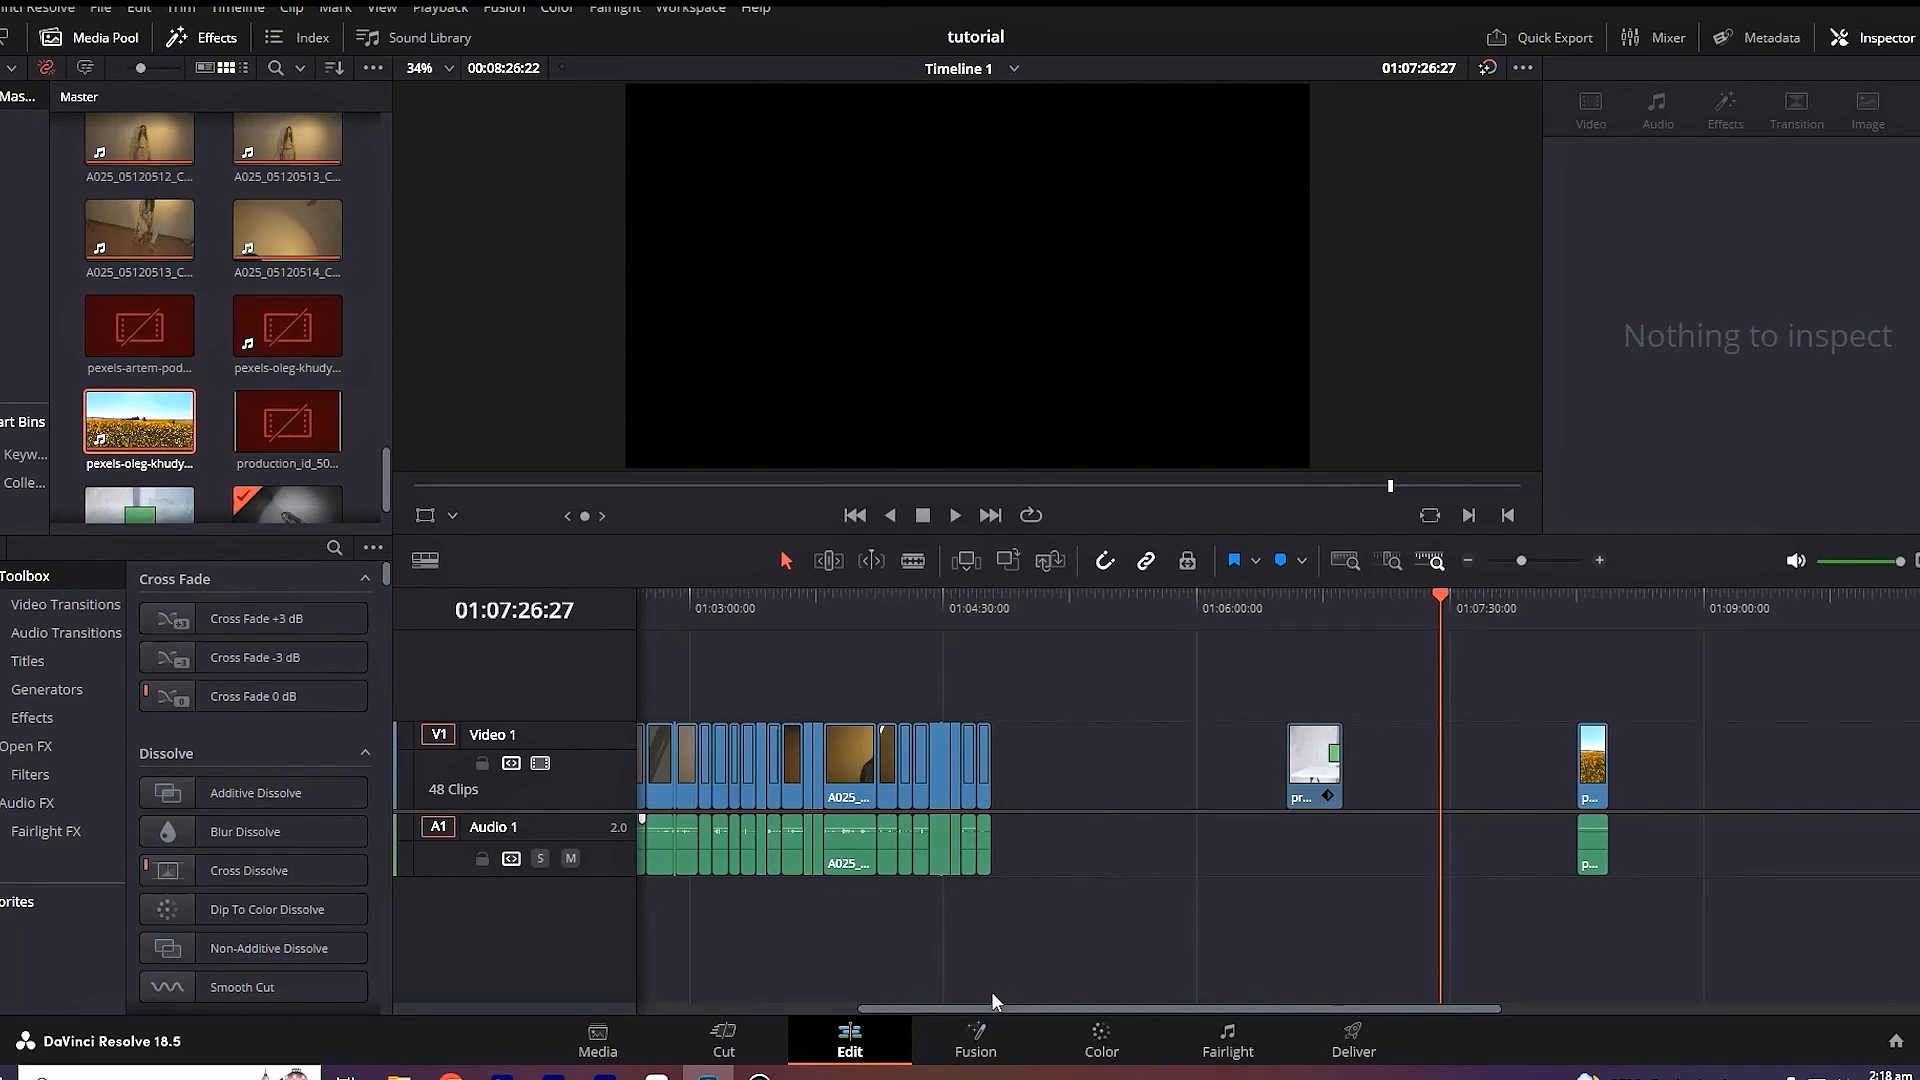 File Edit Trim Timeline Clip Mark View Playback Fusion Color Fairlight Workspace Help
Media Pool Effects Index Sound Library
tutorial
Quick Export Mixer Metadata Inspector
34% 00:08:26:22
Timeline 1
01:07:26:27
Mas...
Master
Video Audio Effects Transition Image
A025_05120512_C... A025_05120513_C...
A025_05120513_C... A025_05120514_C...
Nothing to inspect
pexels-artem-pod... pexels-oleg-khudy...
art Bins
Keyw...
pexels-oleg-khudy... production_id_50...
Colle...
Toolbox
Video Transitions
Audio Transitions
Titles
Generators
Effects
Open FX
Filters
Audio FX
Fairlight FX
orites
Cross Fade
+3 Cross Fade +3 dB
-3 Cross Fade -3 dB
0 Cross Fade 0 dB
Dissolve
Additive Dissolve
Blur Dissolve
Cross Dissolve
Dip To Color Dissolve
Non-Additive Dissolve
Smooth Cut
01:07:26:27
01:03:00:00 01:04:30:00 01:06:00:00 01:07:30:00 01:09:00:00
V1 Video 1
48 Clips
A025_... pr... p...
A1 Audio 1 2.0
S M
A025_... p...
DaVinci Resolve 18.5
Media Cut Edit Fusion Color Fairlight Deliver
2:18 am